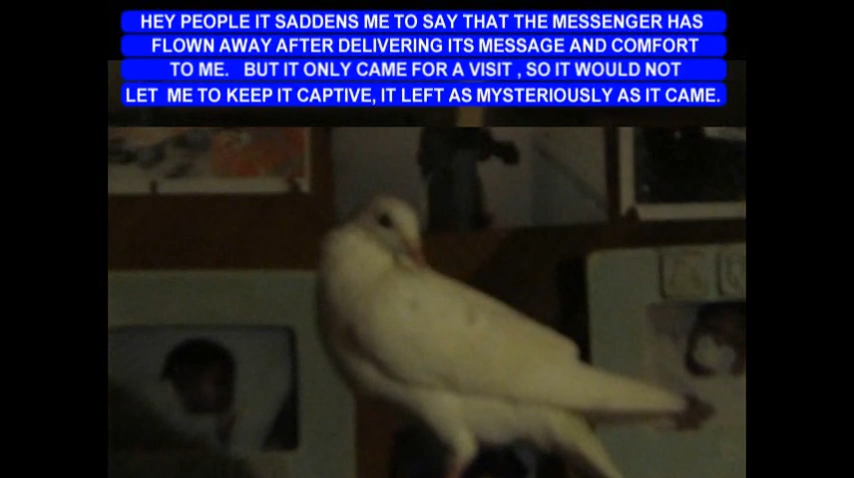 HEY PEOPLE IT SADDENS ME TO SAY THAT THE MESSENGER HAS
FLOWN AWAY AFTER DELIVERING ITS MESSAGE AND COMFORT
TO ME. BUT IT ONLY CAME FOR A VISIT , SO IT WOULD NOT
LET ME TO KEEP IT CAPTIVE, IT LEFT AS MYSTERIOUSLY AS IT CAME.